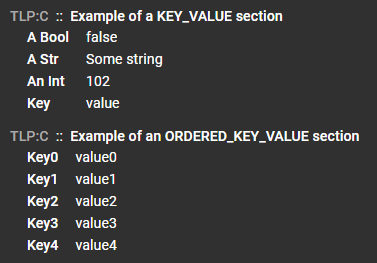 TLP:C :: Example of a KEY_VALUE section
A Bool false
A Str Some string
An Int 102
Key value
TLP:C :: Example of an ORDERED_KEY_VALUE section
Key0 value0
Key1 value1
Key2 value2
Key3 value3
Key4 value4